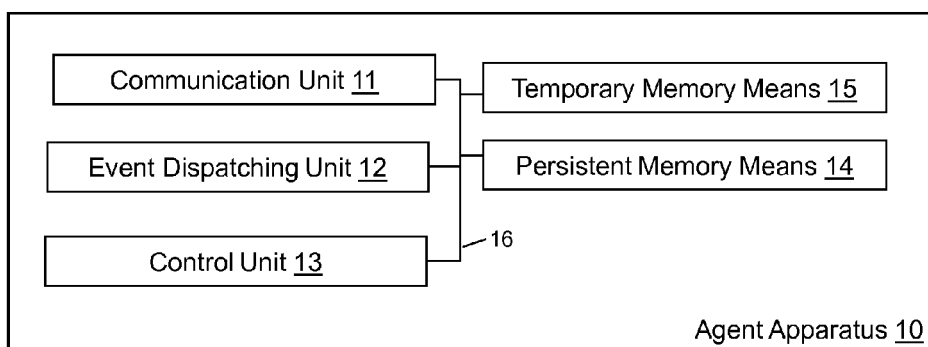 Communication Unit 11
Temporary Memory Means 15
Event Dispatching Unit 12
Persistent Memory Means 14
16
Control Unit 13
Agent Apparatus 10